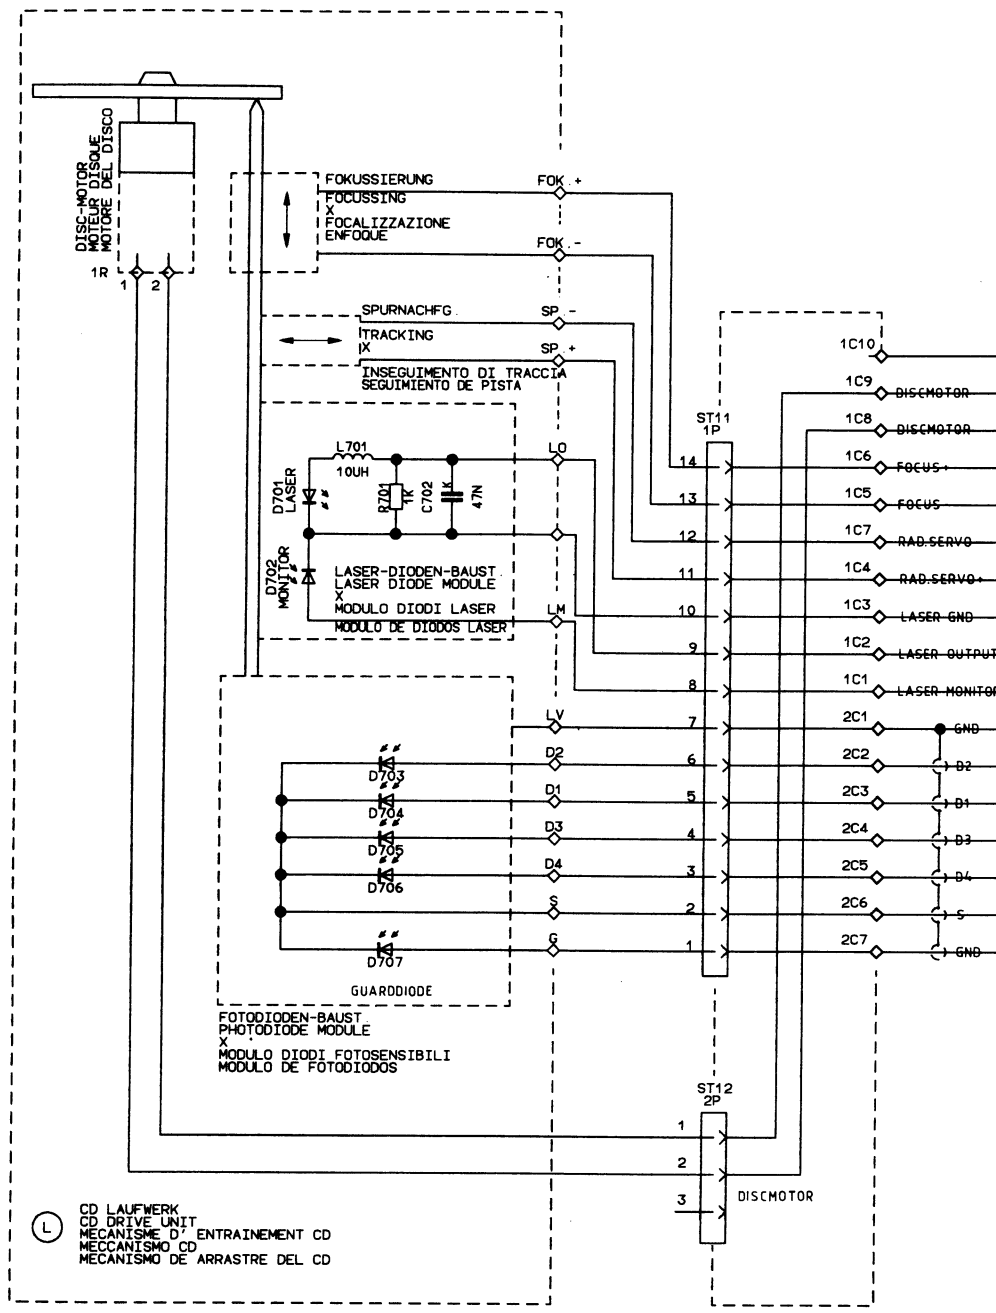 DISC-MOTOR
MOTEUR DISQUE
MOTORE DEL DISCO
1R
1
2
FOKUSSIERUNG
FOCUSSING
X
FOCALIZZAZIONE
ENFOQUE
FOK.+
FOK.-
SPURNACHFG.
TRACKING
X
INSEGUIMENTO DI TRACCIA
SEGUIMIENTO DE PISTA
SP.-
SP.+
L701
10UH
D701
LASER
R701
1K
C702
K
47N
D702
MONITOR
LASER-DIODEN-BAUST.
LASER DIODE MODULE
X
MODULO DIODI LASER
MODULO DE DIODOS LASER
LO
LM
LV
D2
D1
D3
D4
S
G
D703
D704
D705
D706
D707
GUARDDIODE
FOTODIODEN-BAUST.
PHOTODIODE MODULE
X
MODULO DIODI FOTOSENSIBILI
MODULO DE FOTODIODOS
ST11
1P
14
13
12
11
10
9
8
7
6
5
4
3
2
1
1C10
1C9 DISCMOTOR
1C8 DISCMOTOR
1C6 FOCUS+
1C5 FOCUS-
1C7 RAD.SERVO-
1C4 RAD.SERVO+
1C3 LASER GND
1C2 LASER OUTPUT
1C1 LASER MONITOR
2C1 GND
2C2 D2
2C3 D1
2C4 D3
2C5 D4
2C6 S
2C7 GND
ST12
2P
1
2
3
DISCMOTOR
L
CD LAUFWERK
CD DRIVE UNIT
MECANISME D' ENTRAINEMENT CD
MECCANISMO CD
MECANISMO DE ARRASTRE DEL CD